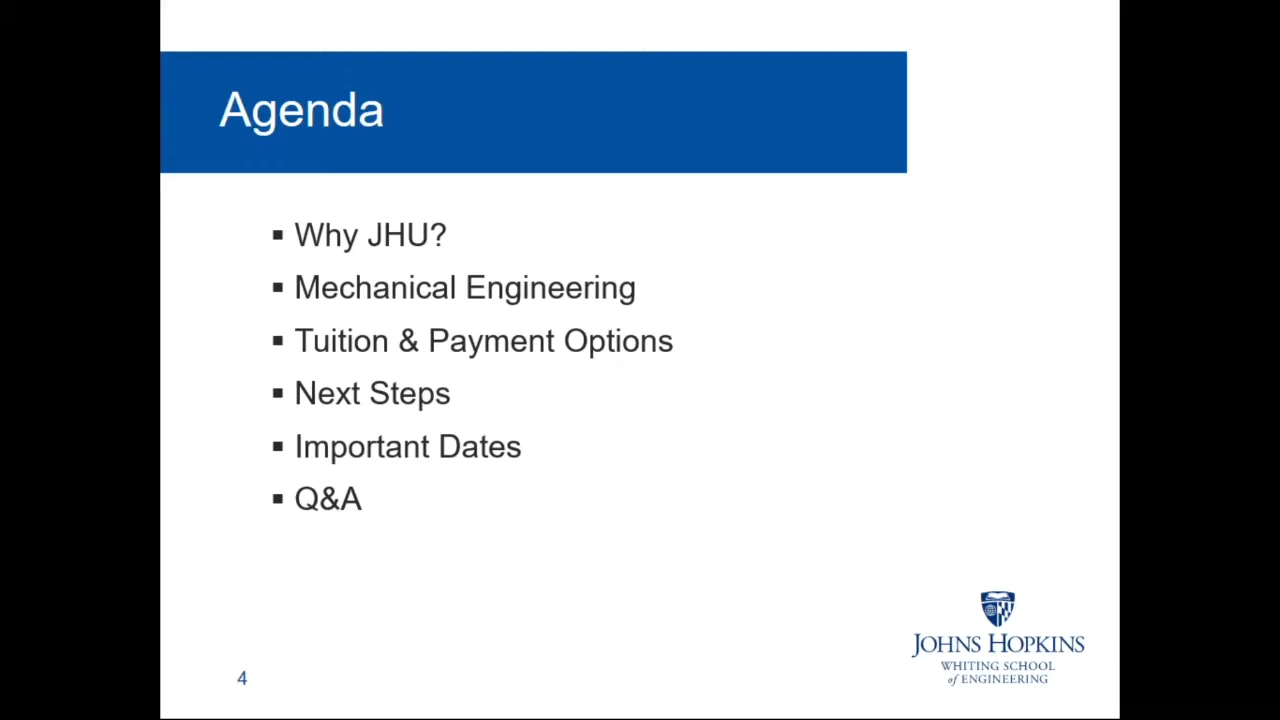 Agenda
▪ Why JHU?
▪ Mechanical Engineering
▪ Tuition & Payment Options
▪ Next Steps
▪ Important Dates
▪ Q&A
4
JOHNS HOPKINS
WHITING SCHOOL
of ENGINEERING